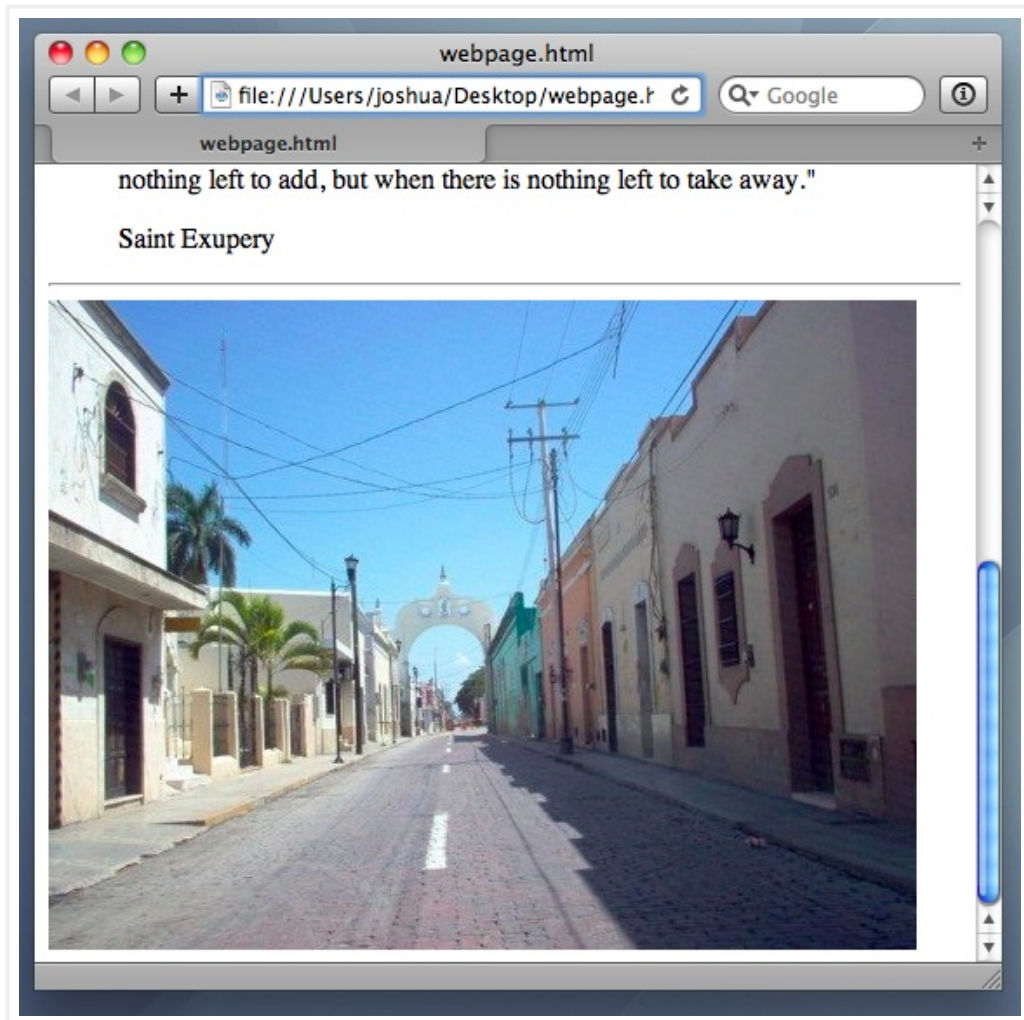 webpage.html
file:///Users/joshua/Desktop/webpage.h
Google
webpage.html
nothing left to add, but when there is nothing left to take away."
Saint Exupery